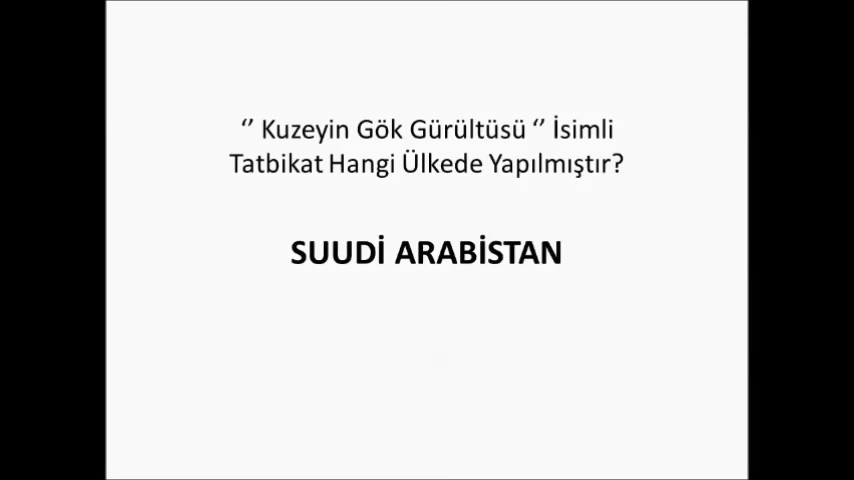 ‘’ Kuzeyin Gök Gürültüsü ‘’ İsimli
Tatbikat Hangi Ülkede Yapılmıştır?
SUUDİ ARABİSTAN